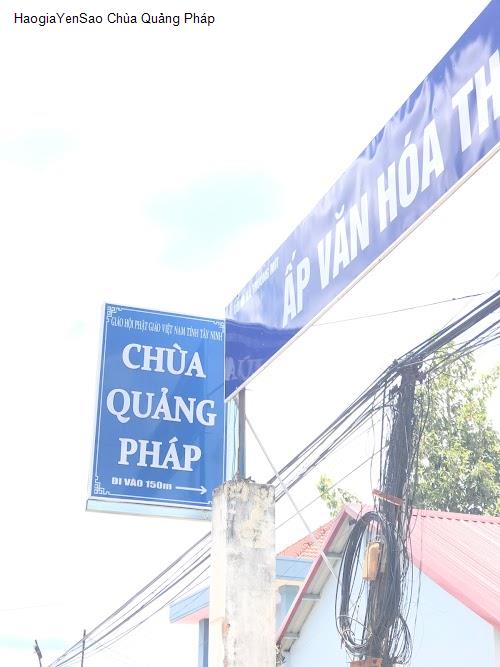 HaogiaYenSao Chùa Quảng Pháp
ẤP VĂN HÓA TH
GIÁO HỘI PHẬT GIÁO VIỆT NAM TỈNH TÂY NINH
CHÙA
QUẢNG
PHÁP
ĐI VÀO 150m